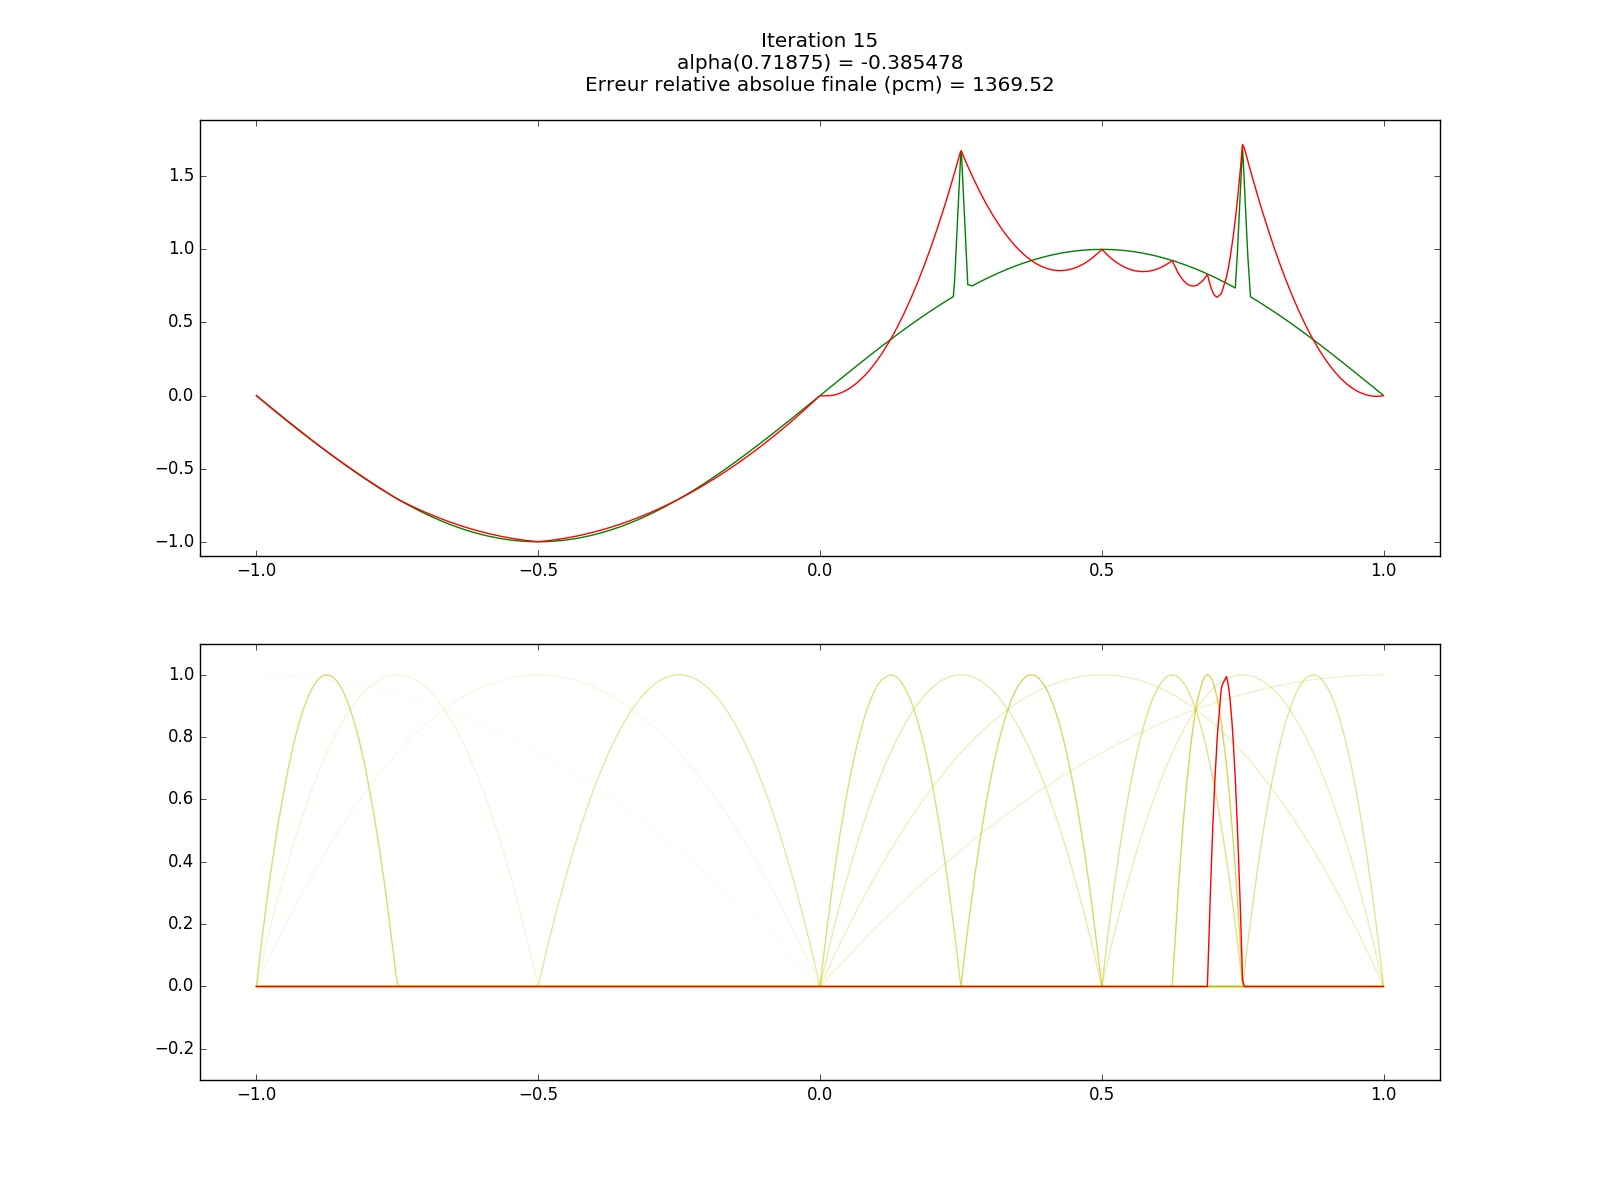 Iteration 15
alpha(0.71875) = -0.385478
Erreur relative absolue finale (pcm) = 1369.52
1.5
1.0
0.5
0.0
−0.5
−1.0
−1.0 −0.5 0.0 0.5 1.0
1.0
0.8
0.6
0.4
0.2
0.0
−0.2
−1.0 −0.5 0.0 0.5 1.0